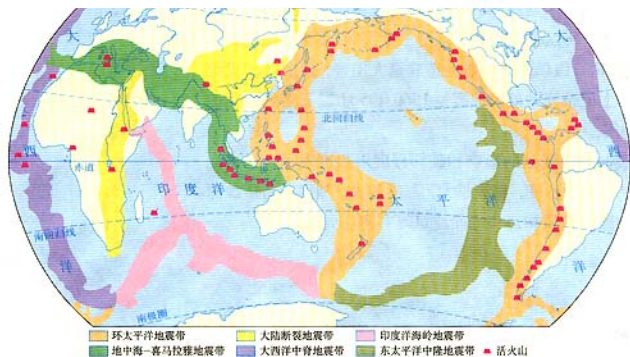 大
大
西
西
北回归线
赤道
印度洋
太平洋
南回归线
洋
洋
南极圈
环太平洋地震带
大陆断裂地震带
印度洋海岭地震带
地中海-喜马拉雅地震带
大西洋中脊地震带
东太平洋中隆地震带
活火山